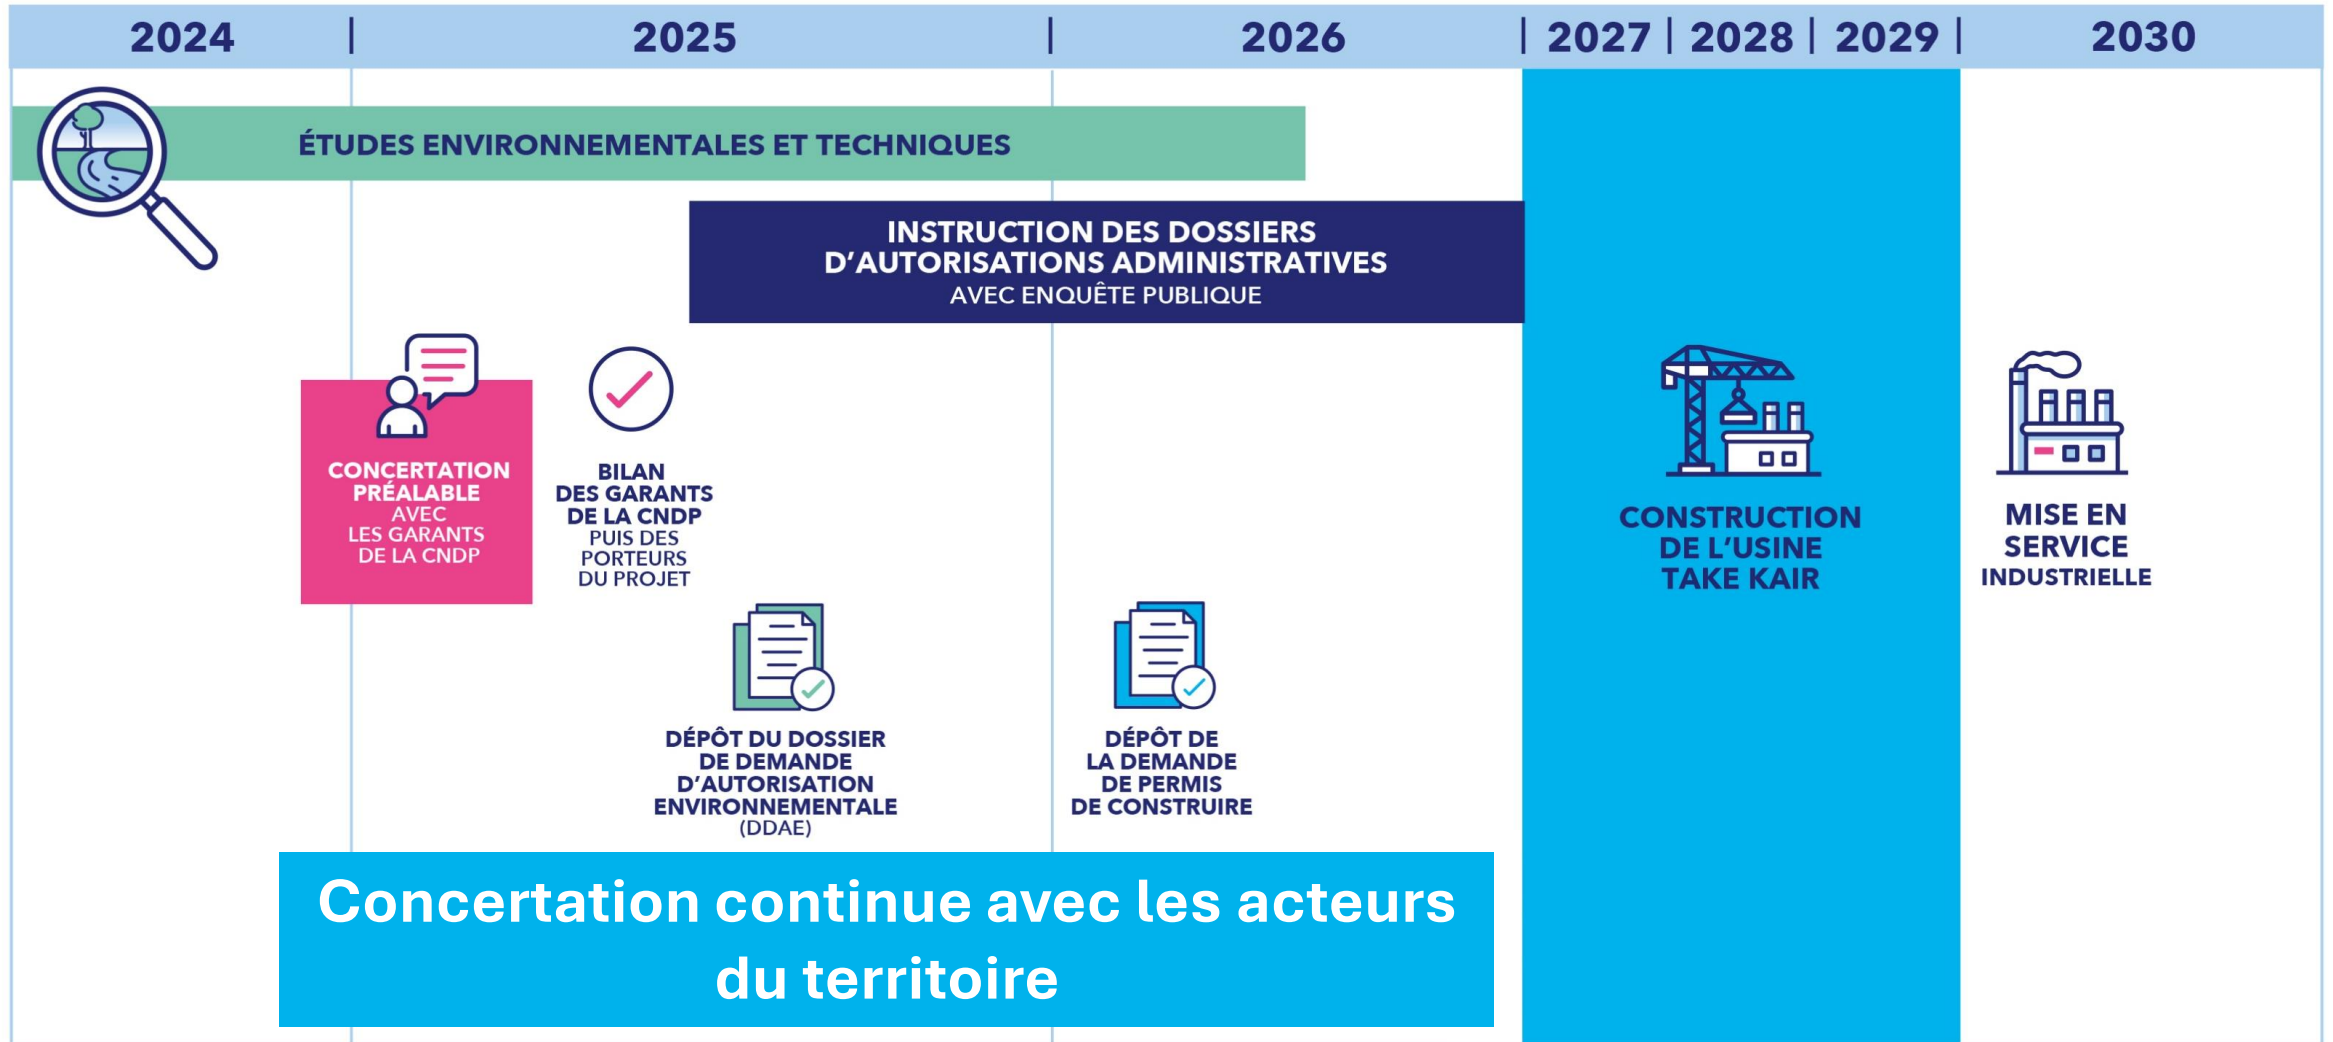 2024 | 2025 | 2026 | 2027 | 2028 | 2029 | 2030
ÉTUDES ENVIRONNEMENTALES ET TECHNIQUES
INSTRUCTION DES DOSSIERS
D'AUTORISATIONS ADMINISTRATIVES
AVEC ENQUÊTE PUBLIQUE
CONCERTATION
PRÉALABLE
AVEC
LES GARANTS
DE LA CNDP
BILAN
DES GARANTS
DE LA CNDP
PUIS DES
PORTEURS
DU PROJET
DÉPÔT DU DOSSIER
DE DEMANDE
D'AUTORISATION
ENVIRONNEMENTALE
(DDAE)
DÉPÔT DE
LA DEMANDE
DE PERMIS
DE CONSTRUIRE
CONSTRUCTION
DE L'USINE
TAKE KAIR
MISE EN
SERVICE
INDUSTRIELLE
Concertation continue avec les acteurs
du territoire